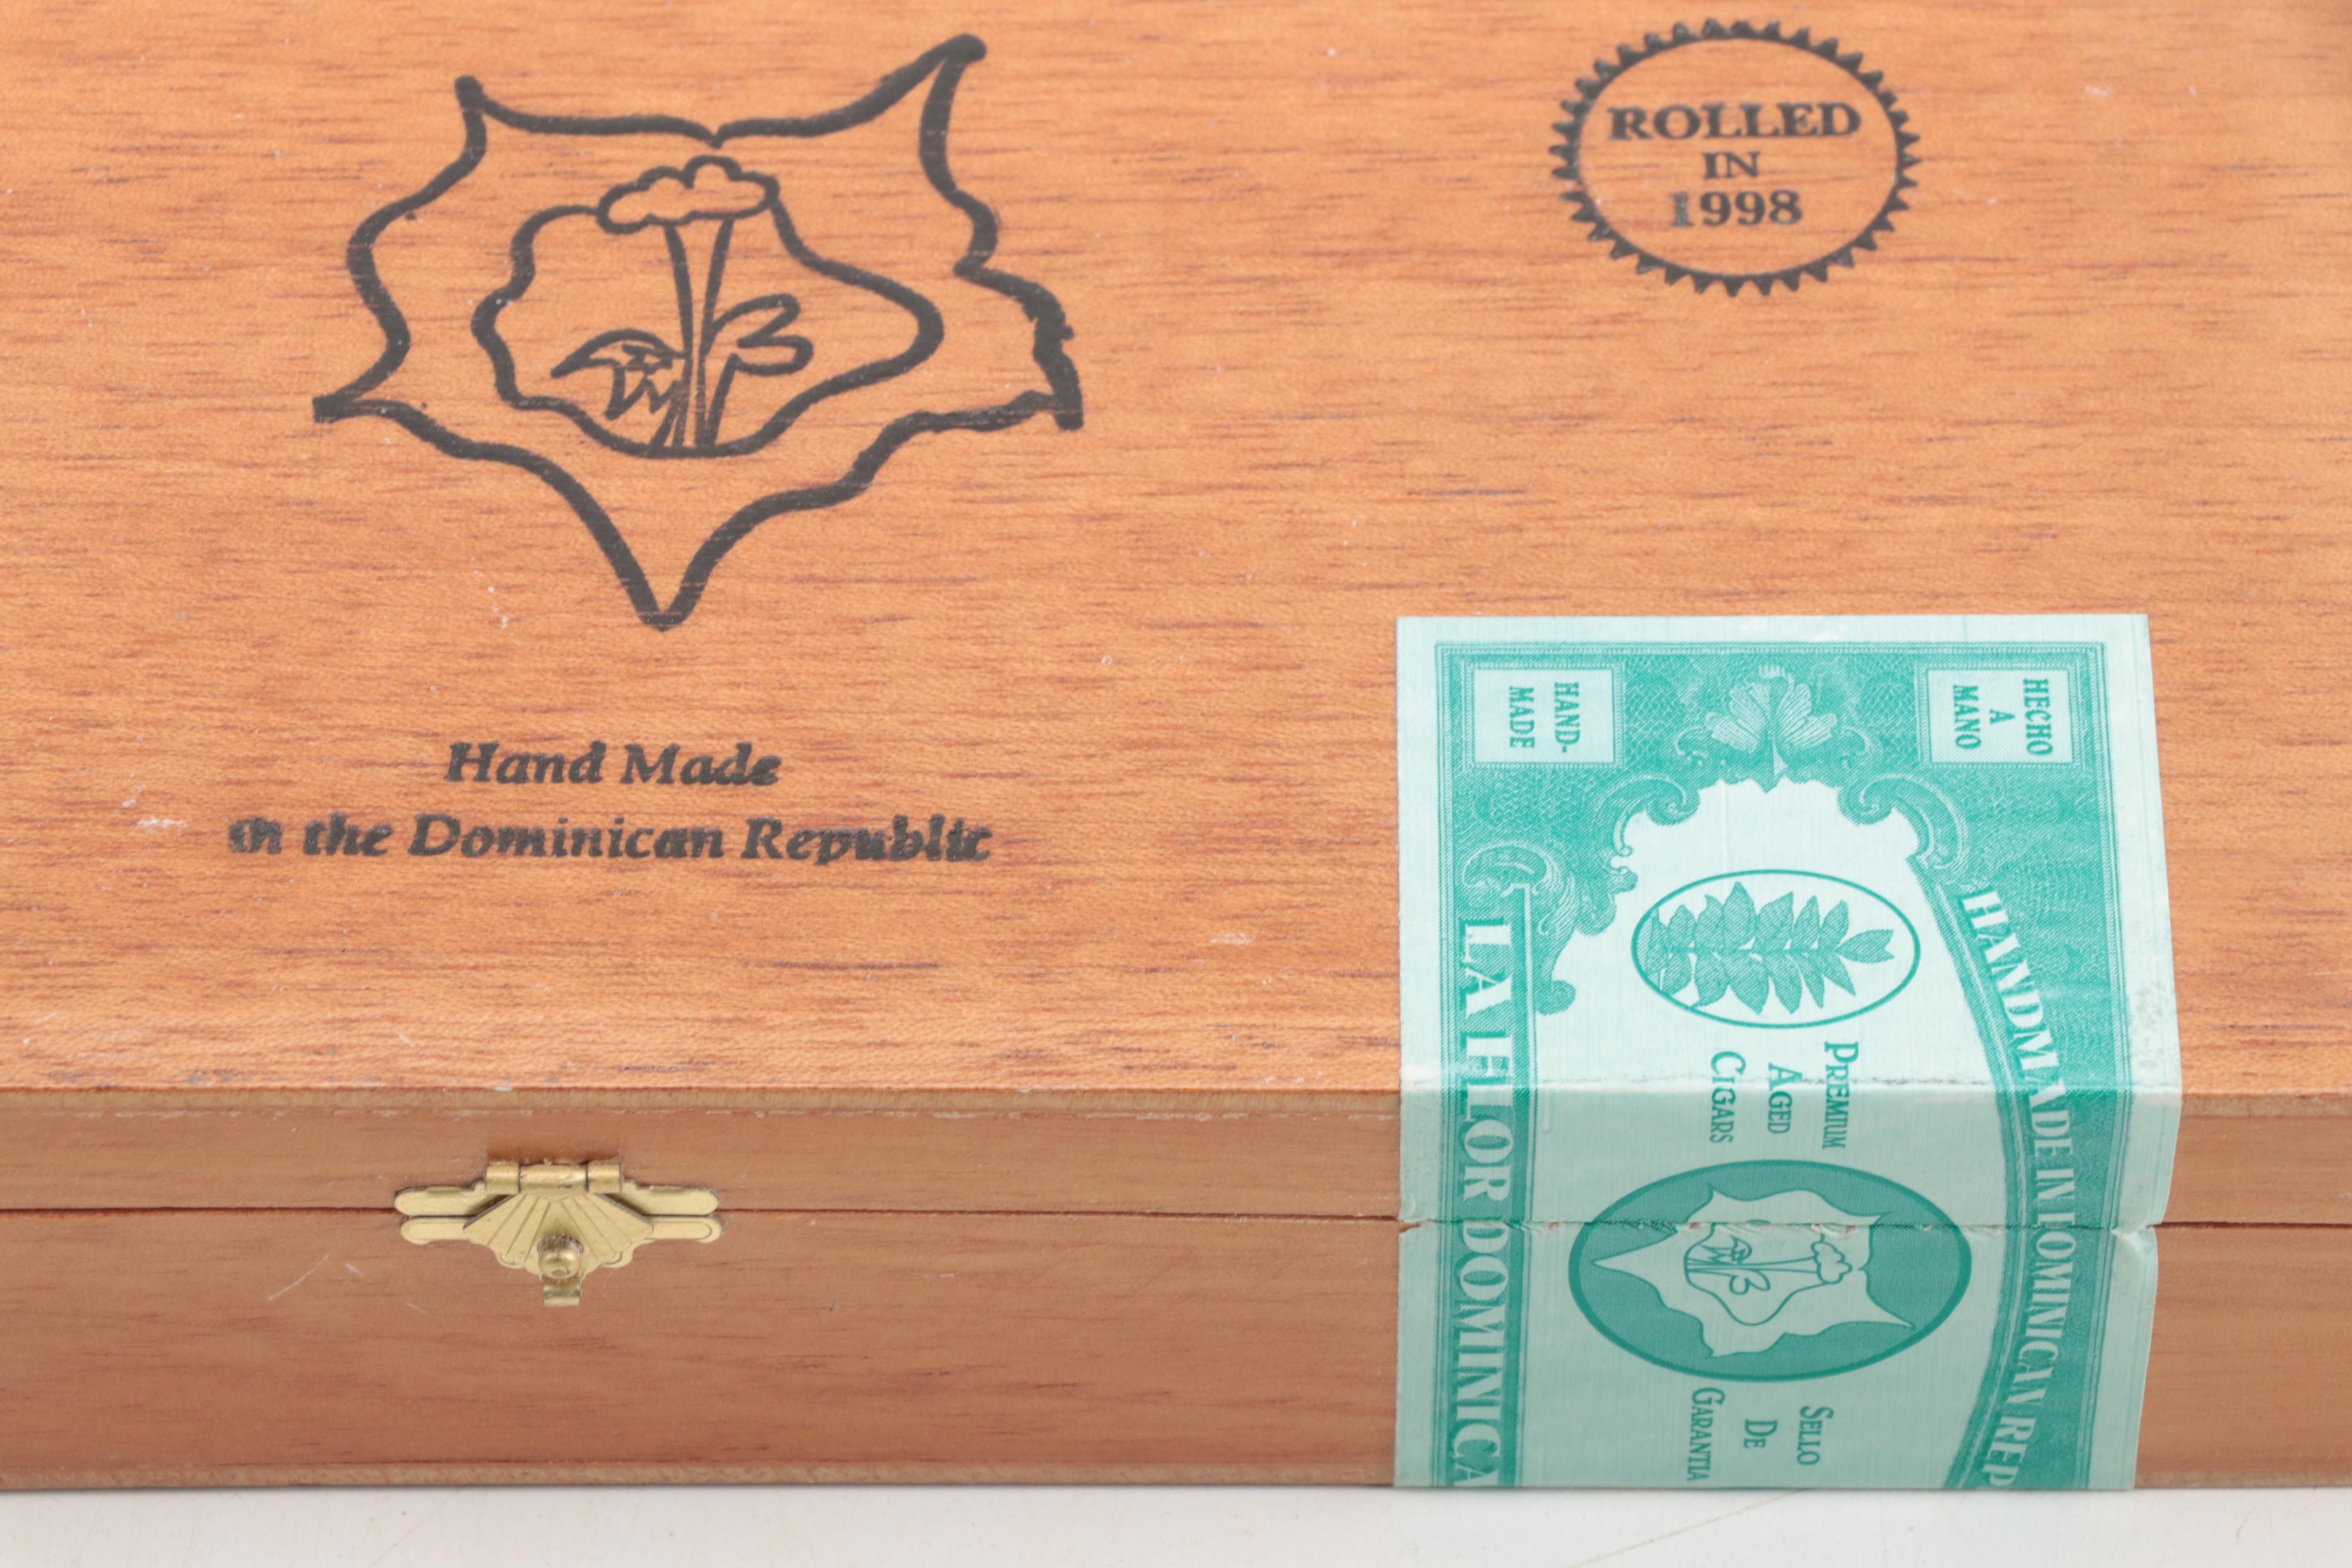 ROLLED
IN
1998
Hand Made
in the Dominican Republic
HECHO
A
MANO
HAND-
MADE
HANDMADE IN DOMINICAN REP
PREMIUM
AGED
CIGARS
SELLO
DE
GARANTIA
LA FLOR DOMINICA